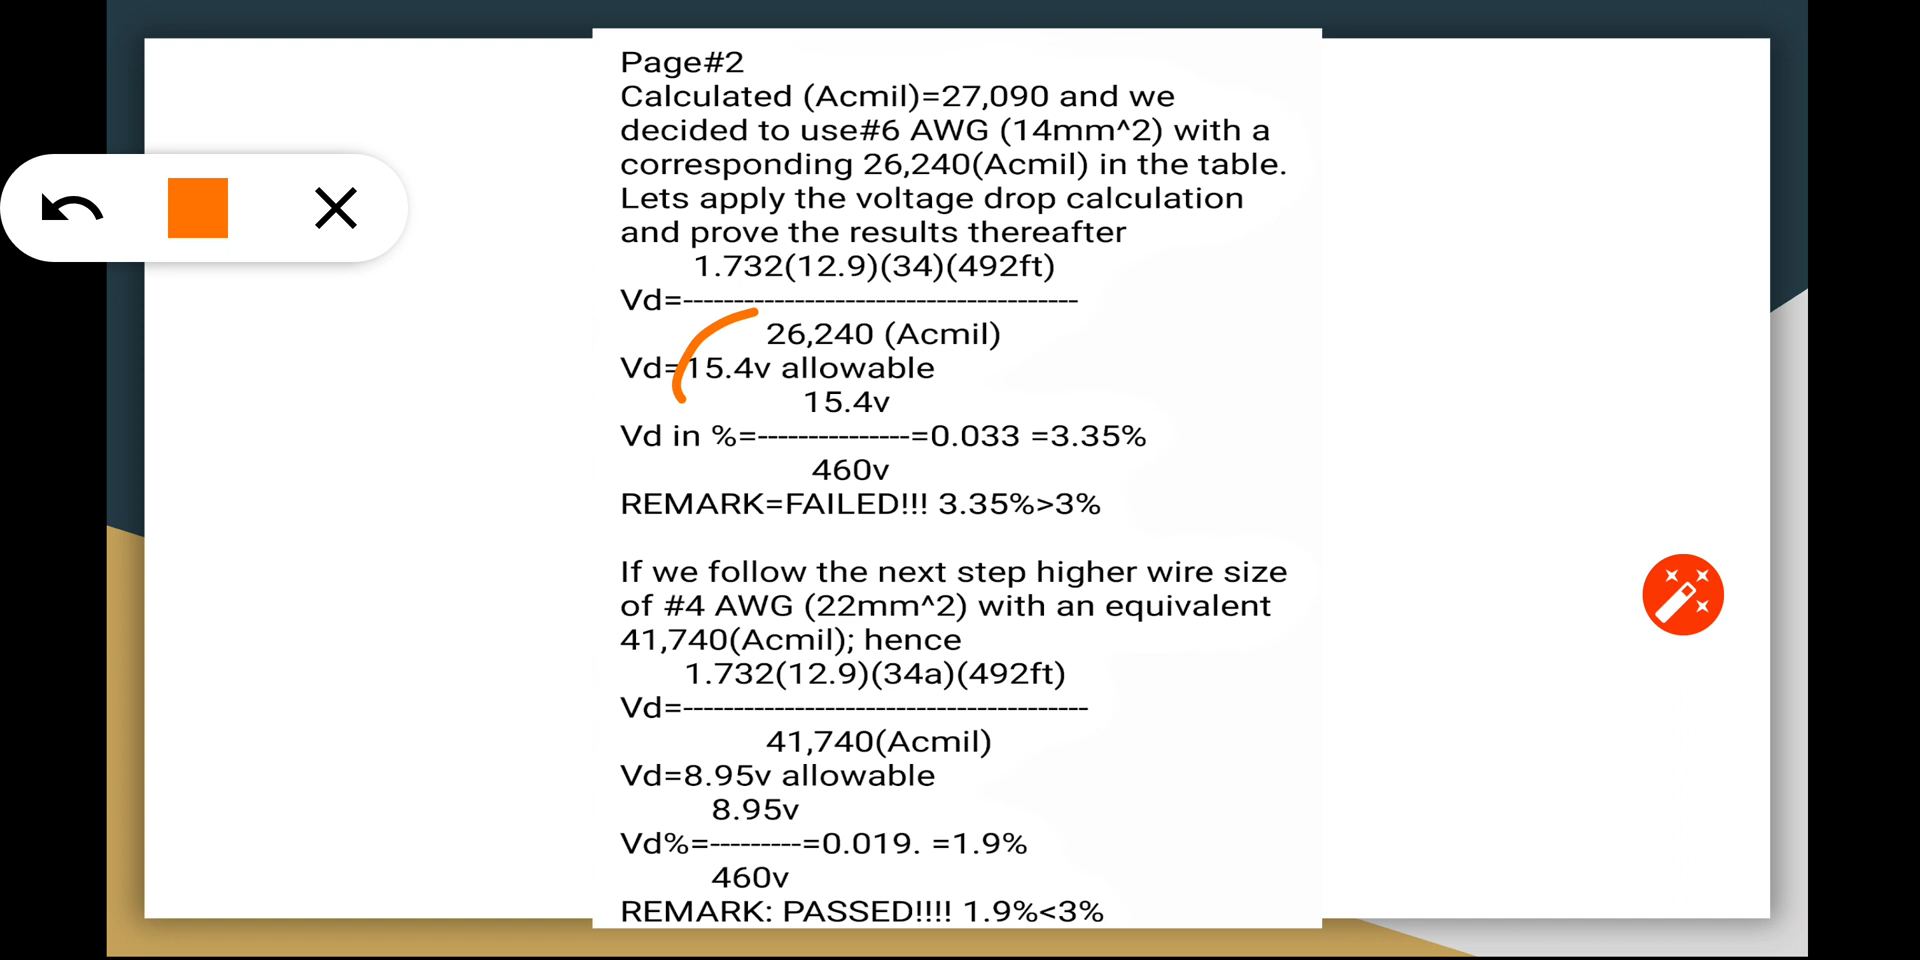 Page#2
Calculated (Acmil)=27,090 and we
decided to use#6 AWG (14mm^2) with a
corresponding 26,240(Acmil) in the table.
Lets apply the voltage drop calculation
and prove the results thereafter
1.732(12.9)(34)(492ft)
Vd=---------------------------------------
26,240 (Acmil)
Vd=15.4v allowable
15.4v
Vd in %=---------------=0.033 =3.35%
460v
REMARK=FAILED!!! 3.35%>3%
If we follow the next step higher wire size
of #4 AWG (22mm^2) with an equivalent
41,740(Acmil); hence
1.732(12.9)(34a)(492ft)
Vd=----------------------------------------
41,740(Acmil)
Vd=8.95v allowable
8.95v
Vd%=---------=0.019. =1.9%
460v
REMARK: PASSED!!!! 1.9%<3%